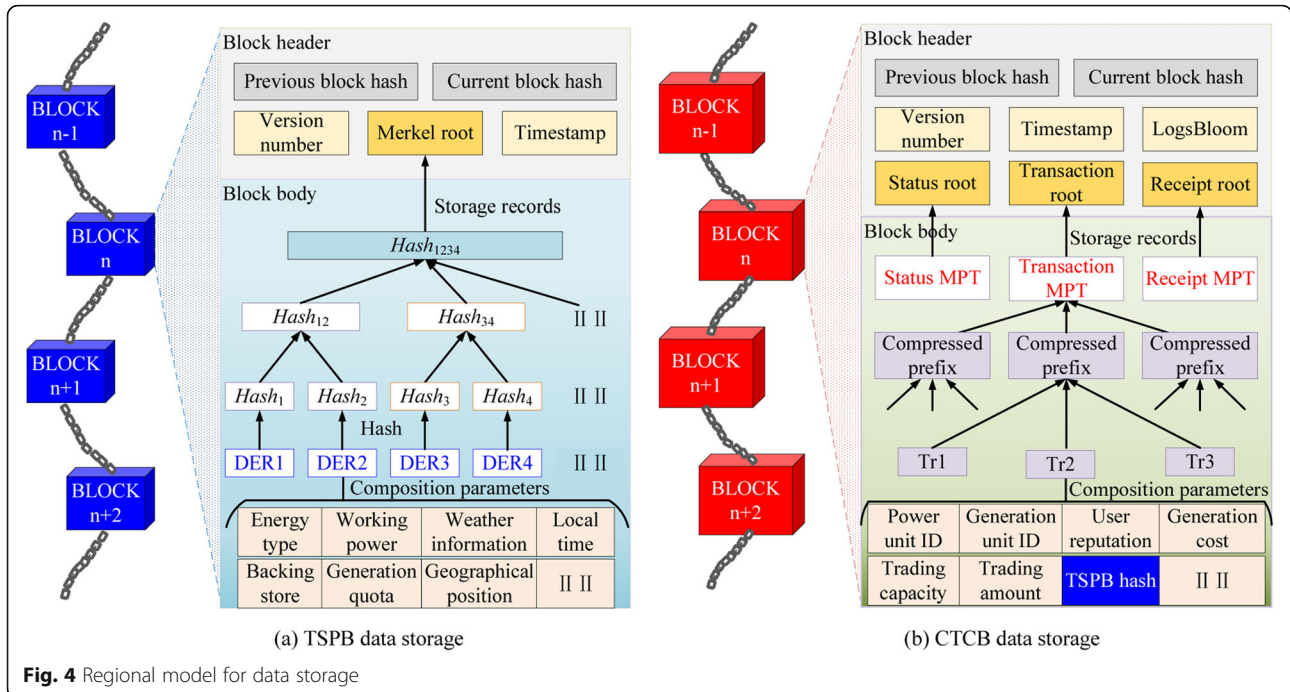 BLOCK
n-1
BLOCK
n
BLOCK
n+1
BLOCK
n+2
Block header
Previous block hash
Current block hash
Version
number
Merkel root
Timestamp
Block body
Storage records
Hash1234
Hash12
Hash34
II II
Hash1
Hash2
Hash3
Hash4
II II
Hash
DER1
DER2
DER3
DER4
II II
Composition parameters
Energy
type
Working
power
Weather
information
Local
time
Backing
store
Generation
quota
Geographical
position
II II
(a) TSPB data storage
BLOCK
n-1
BLOCK
n
BLOCK
n+1
BLOCK
n+2
Block header
Previous block hash
Current block hash
Version
number
Timestamp
LogsBloom
Status root
Transaction
root
Receipt root
Block body
Storage records
Status MPT
Transaction
MPT
Receipt MPT
Compressed
prefix
Compressed
prefix
Compressed
prefix
Tr1
Tr2
Tr3
Composition parameters
Power
unit ID
Generation
unit ID
User
reputation
Generation
cost
Trading
capacity
Trading
amount
TSPB hash
II II
(b) CTCB data storage
Fig. 4 Regional model for data storage